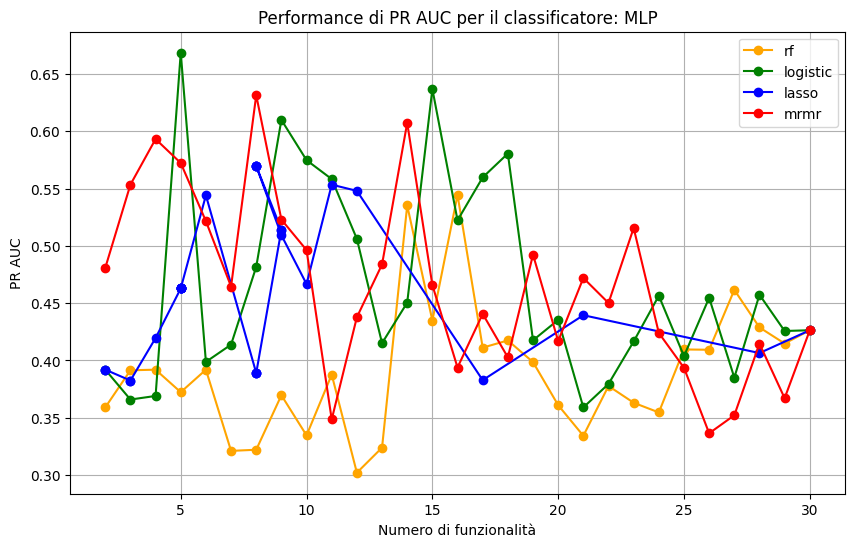 Performance di PR AUC per il classificatore: MLP
rf
logistic
lasso
mrmr
PR AUC
0.65
0.60
0.55
0.50
0.45
0.40
0.35
0.30
5 10 15 20 25 30
Numero di funzionalità